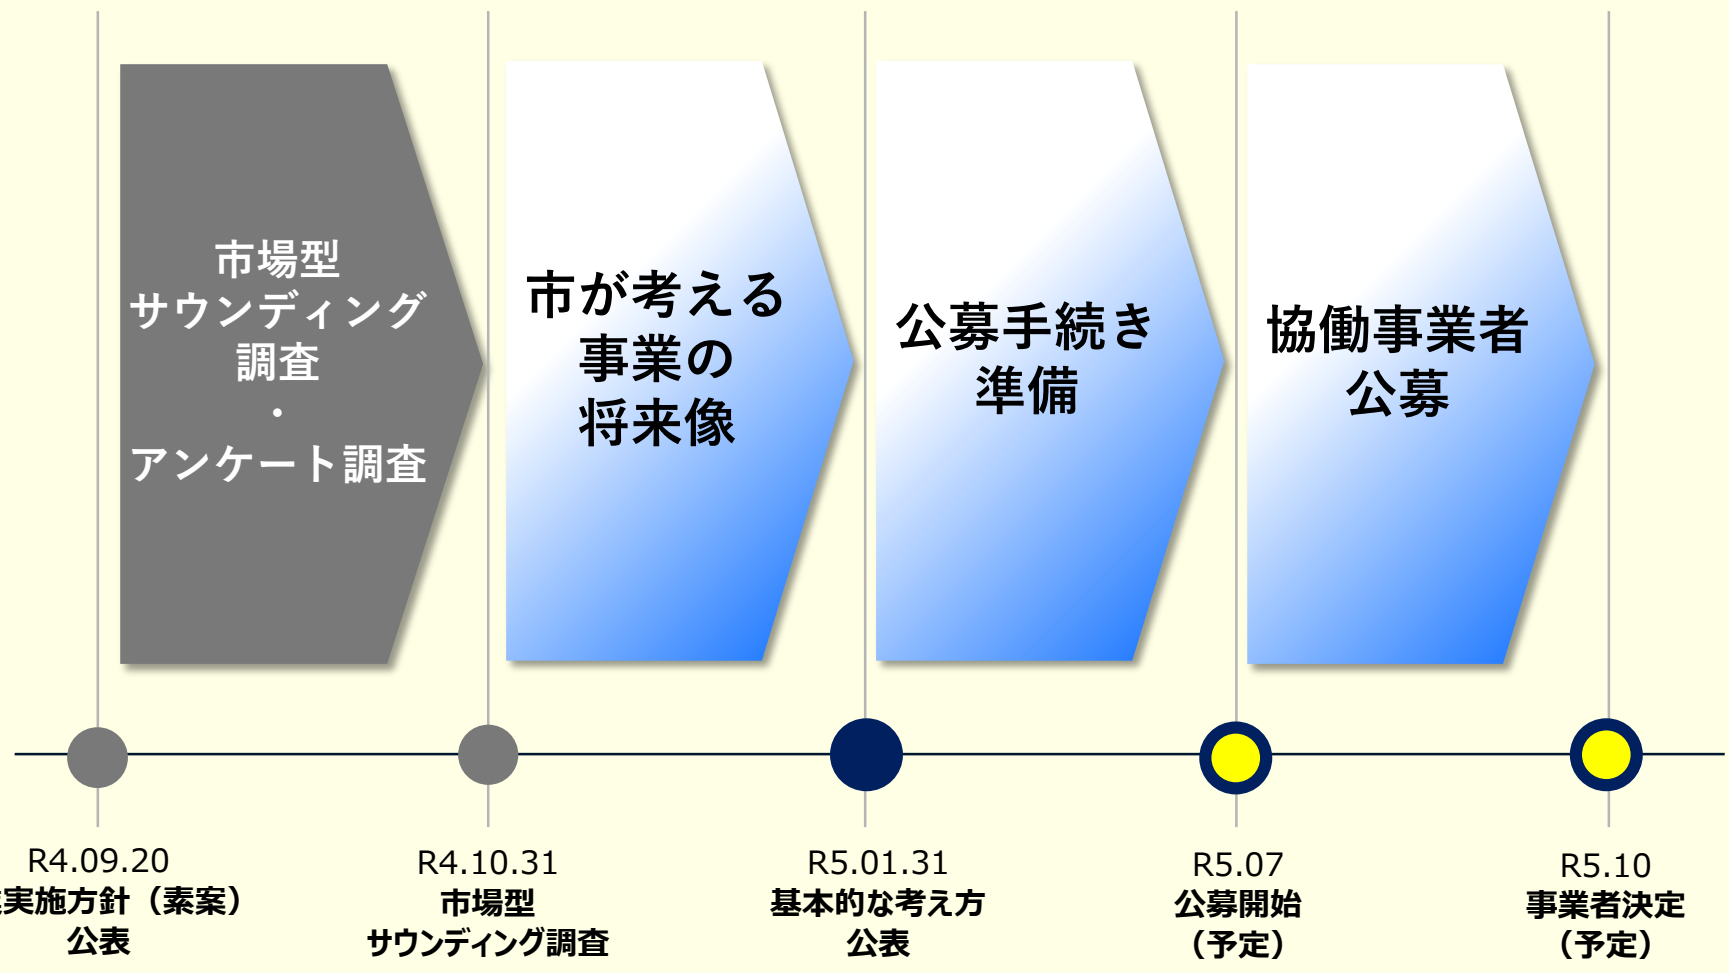 市場型
サウンディング
調査
・
アンケート調査
市が考える
事業の
将来像
公募手続き
準備
協働事業者
公募
R4.09.20
実施方針（素案）
公表
R4.10.31
市場型
サウンディング調査
R5.01.31
基本的な考え方
公表
R5.07
公募開始
（予定）
R5.10
事業者決定
（予定）